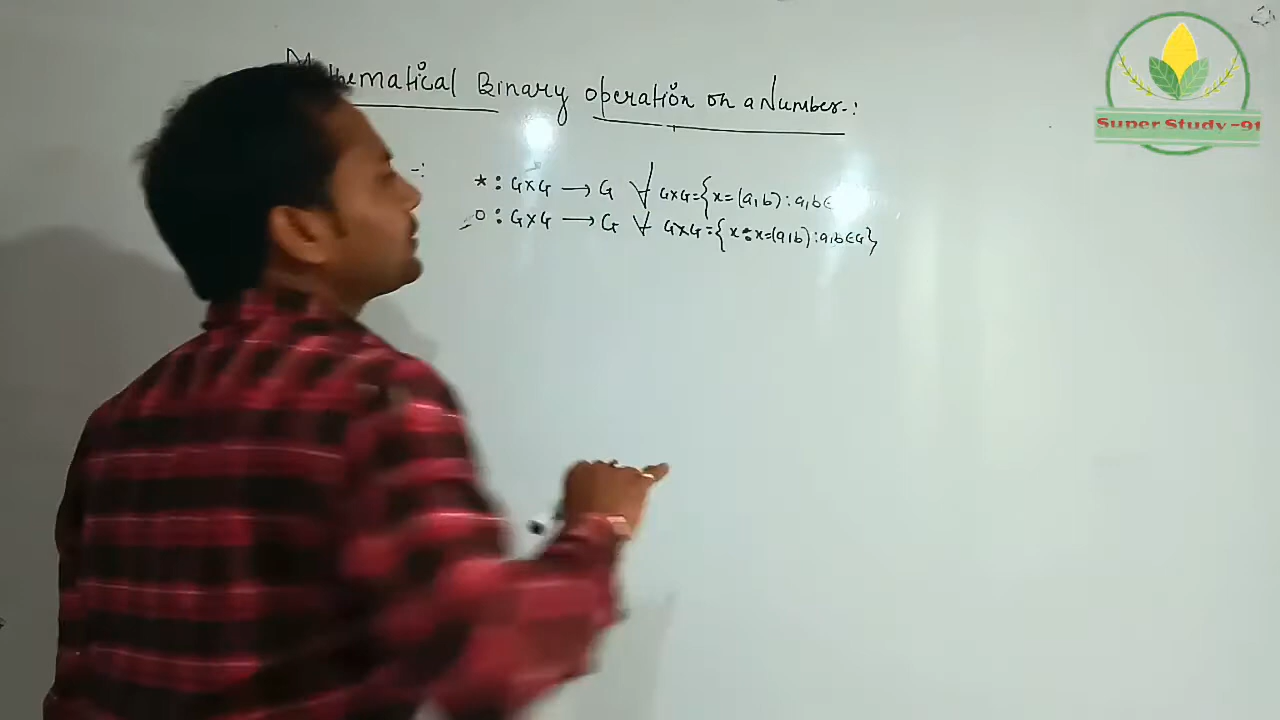 Mathematical Binary operation on a Number-:
-:
* : G×G → G ∀ G×G={x=(a,b):a,b∈
o : G×G → G ∀ G×G={x:x=(a,b):a,b∈G}
Super Study -91